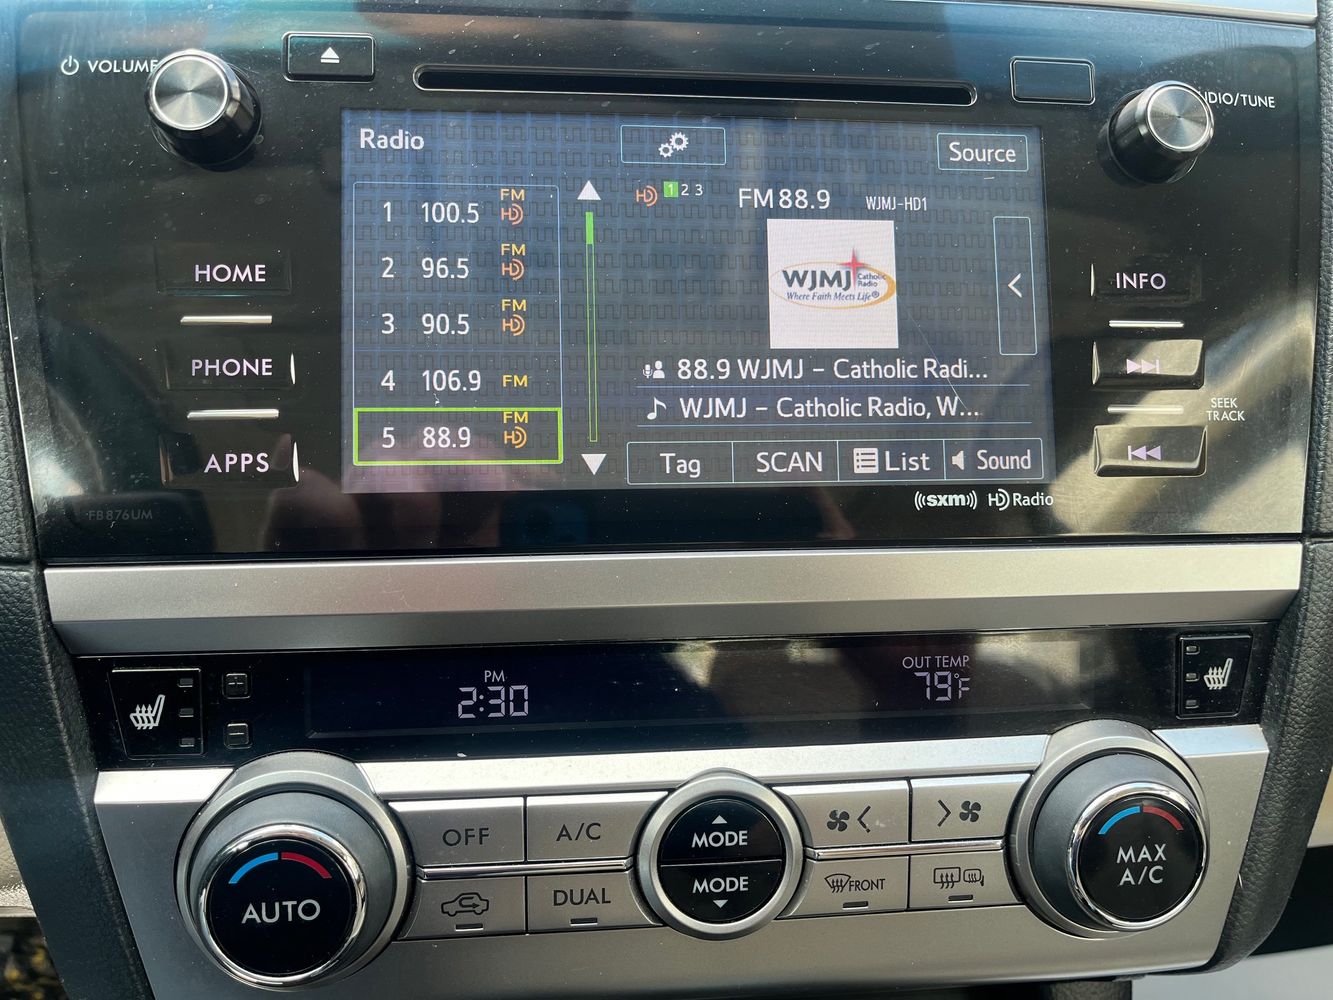 VOLUME
UDIO/TUNE
Radio
Source
1 100.5 FM HD
2 96.5 FM HD
3 90.5 FM HD
4 106.9 FM
5 88.9 FM HD
HD 1 2 3
FM 88.9 WJMJ-HD1
WJMJ Catholic Radio
Where Faith Meets Life®
88.9 WJMJ – Catholic Radi...
WJMJ – Catholic Radio, W...
Tag SCAN List Sound
HOME
PHONE
APPS
FB876UM
INFO
SEEK
TRACK
((sxm)) HD Radio
PM
2:30
OUT TEMP
79°F
OFF
A/C
MODE
MODE
DUAL
FRONT
AUTO
MAX
A/C